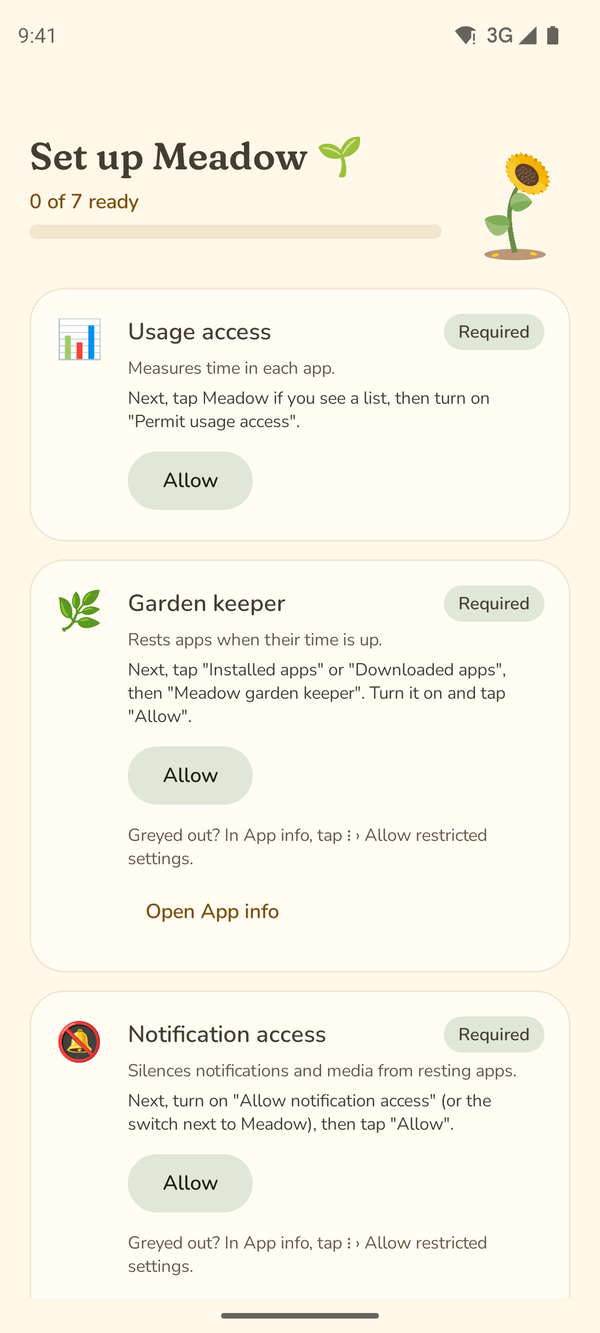 9:41
3G
Set up Meadow 🌱
0 of 7 ready
Usage access
Required
Measures time in each app.
Next, tap Meadow if you see a list, then turn on
"Permit usage access".
Allow
Garden keeper
Required
Rests apps when their time is up.
Next, tap "Installed apps" or "Downloaded apps",
then "Meadow garden keeper". Turn it on and tap
"Allow".
Allow
Greyed out? In App info, tap ⋮ › Allow restricted
settings.
Open App info
Notification access
Required
Silences notifications and media from resting apps.
Next, turn on "Allow notification access" (or the
switch next to Meadow), then tap "Allow".
Allow
Greyed out? In App info, tap ⋮ › Allow restricted
settings.